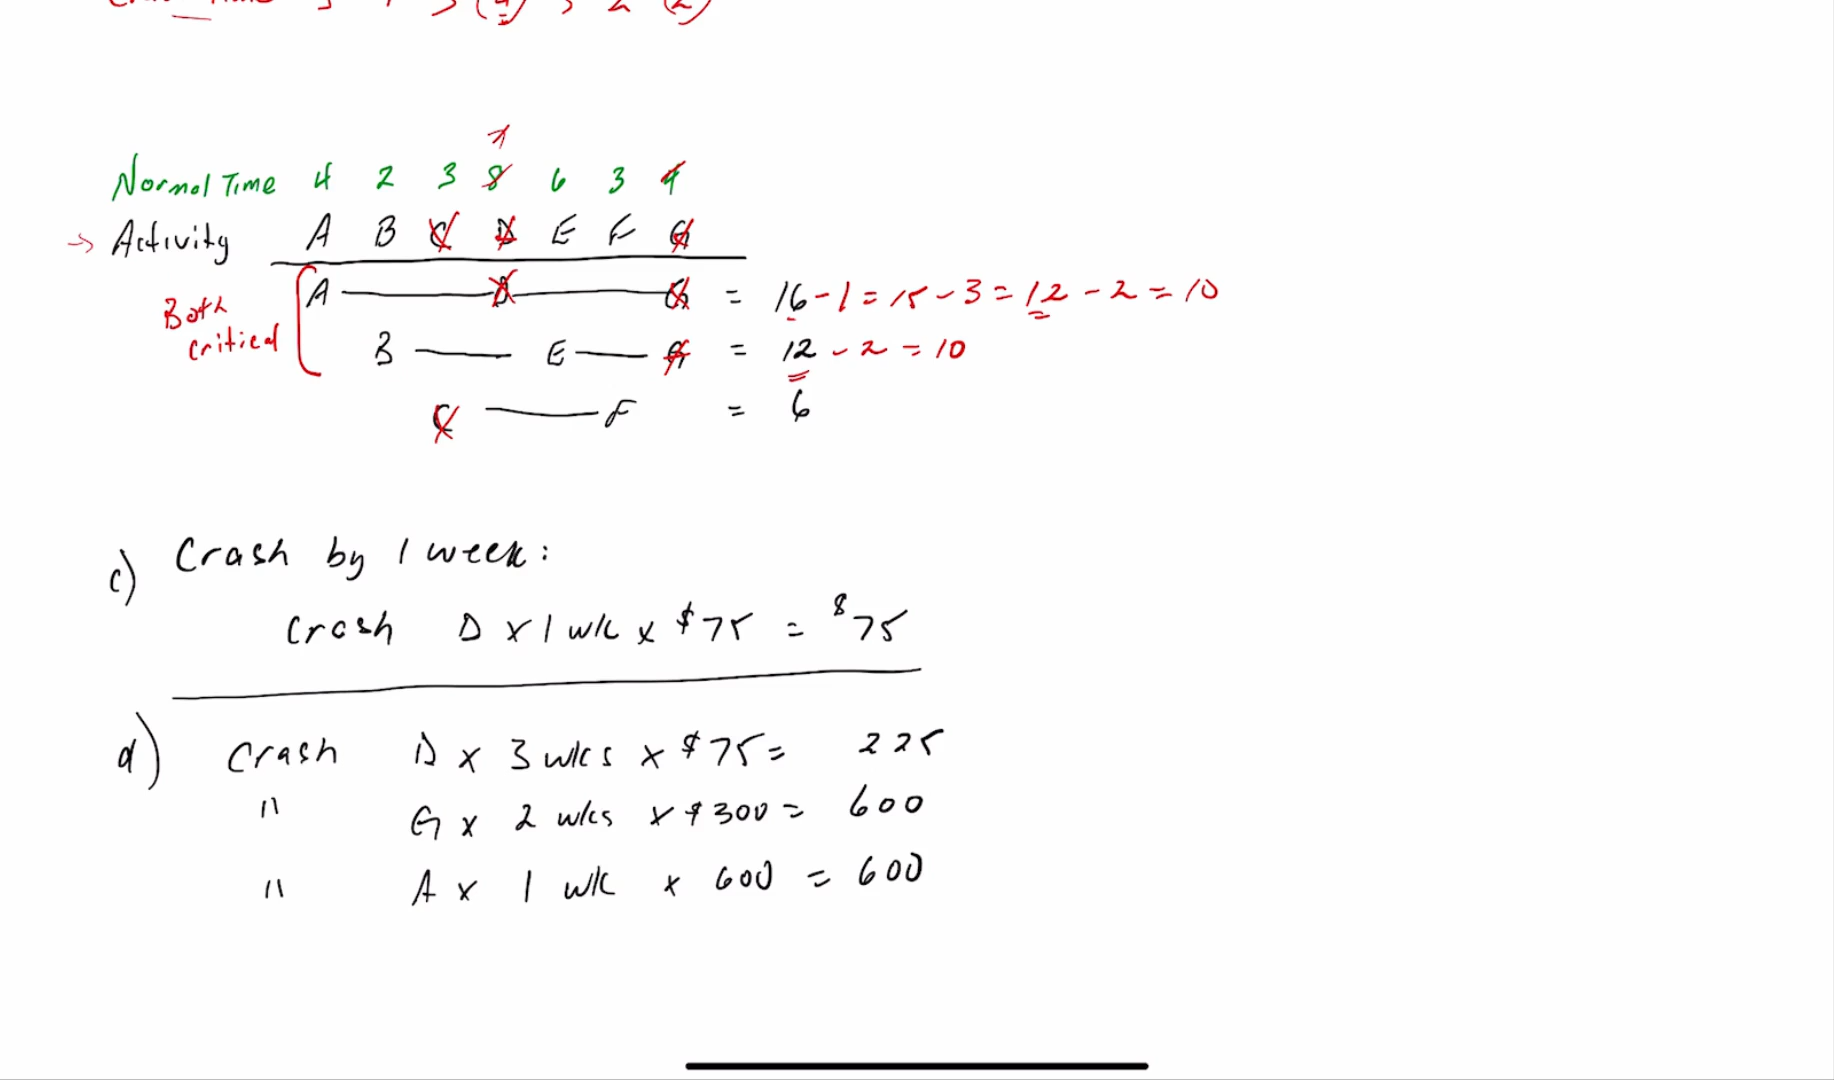 Normal Time 4 2 3 8 6 3 4
7
→ Activity A B C D E F G
Both critical
A — D — G = 16 - 1 = 15 - 3 = 12 - 2 = 10
B — E — G = 12 - 2 = 10
C — F = 6
c) Crash by 1 week:
Crash D x 1 wk x $75 = $75
d) Crash D x 3 wks x $75 = 225
" G x 2 wks x $300 = 600
" A x 1 wk x 600 = 600